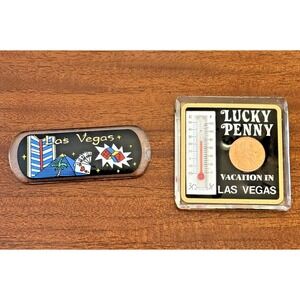 Las Vegas
LUCKY
PENNY
VACATION IN
LAS VEGAS